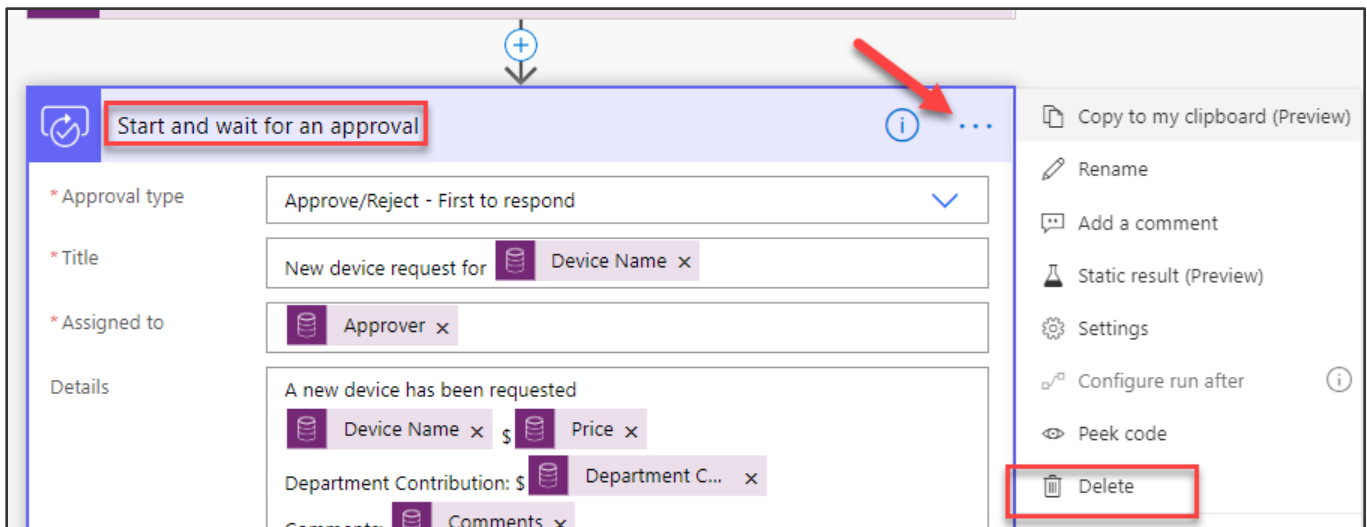 Start and wait for an approval
* Approval type
Approve/Reject - First to respond
* Title
New device request for Device Name ×
* Assigned to
Approver ×
Details
A new device has been requested
Device Name × $ Price ×
Department Contribution: $ Department C... ×
Comments: Comments ×
Copy to my clipboard (Preview)
Rename
Add a comment
Static result (Preview)
Settings
Configure run after
Peek code
Delete